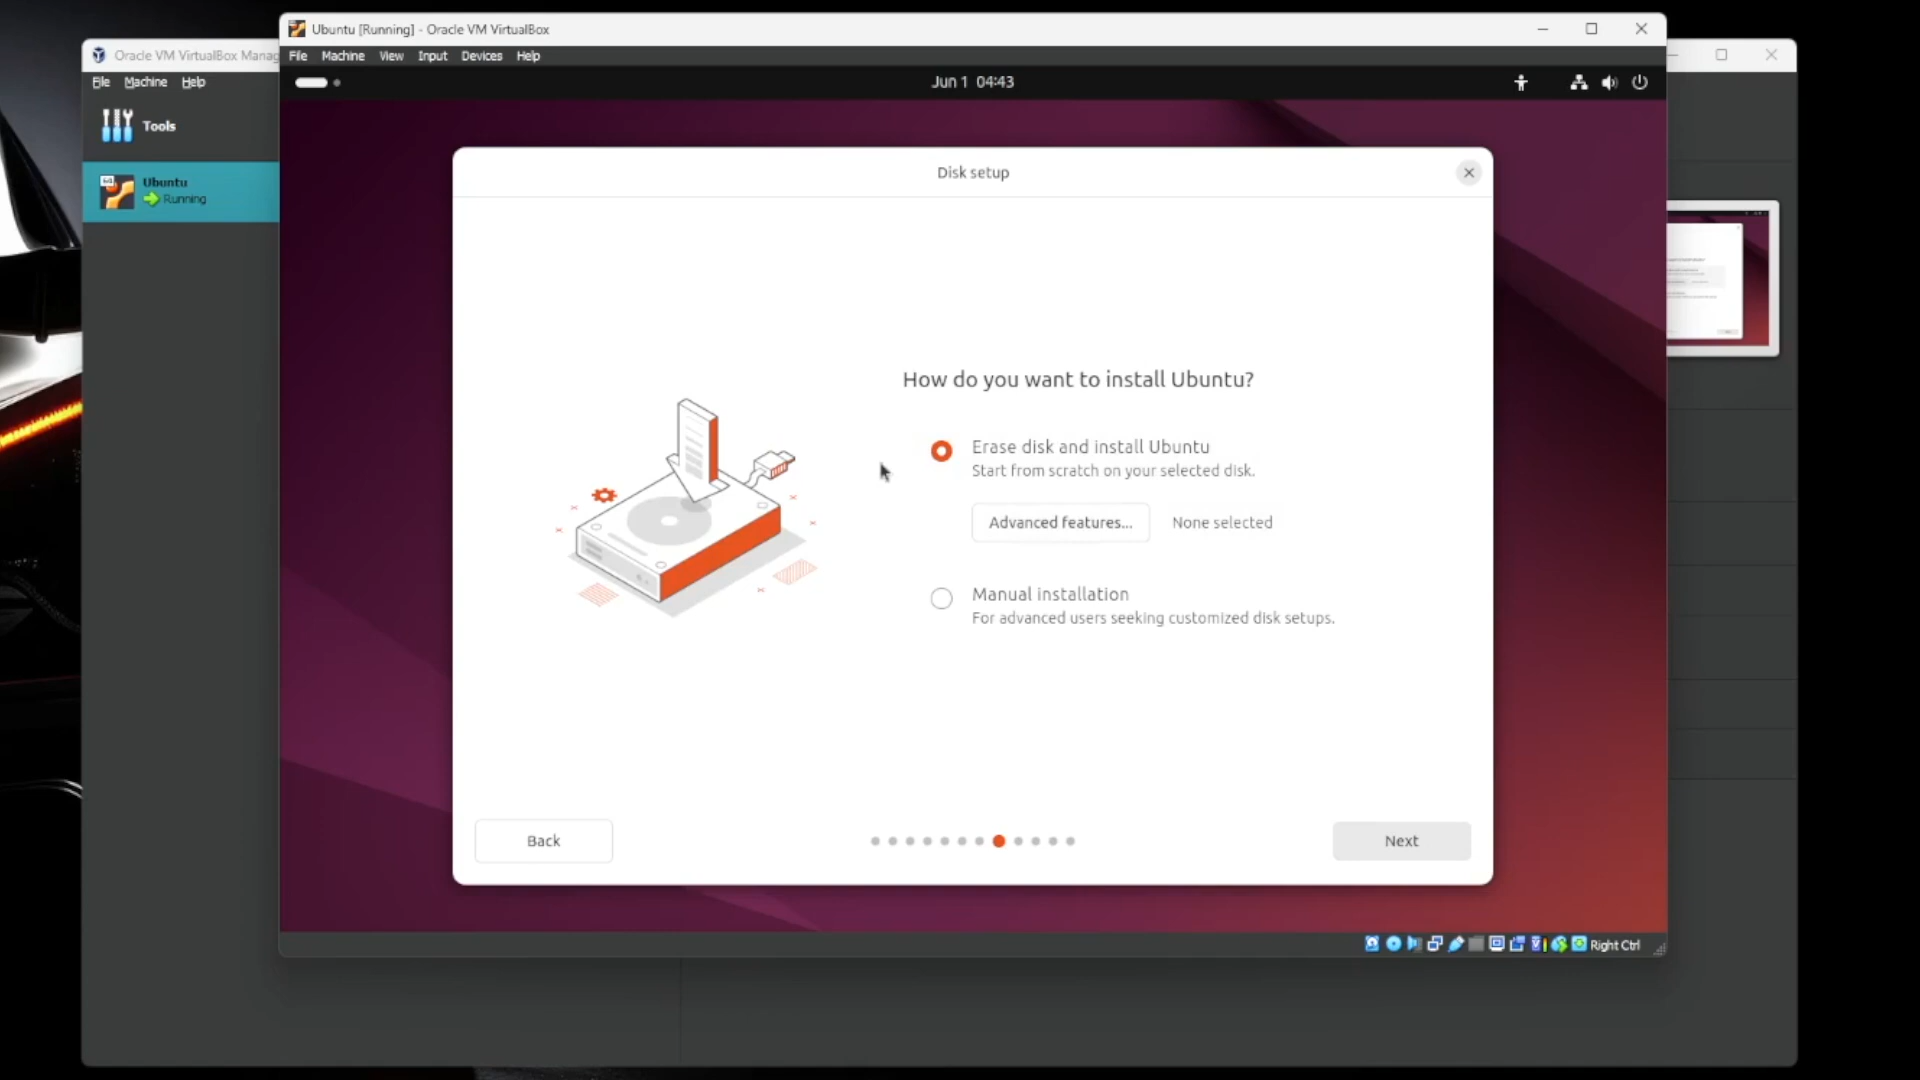 Ubuntu [Running] - Oracle VM VirtualBox
File Machine View Input Devices Help
Oracle VM VirtualBox Manag
File Machine Help
Jun 1 04:43
Tools
Ubuntu
Running
Disk setup
How do you want to install Ubuntu?
Erase disk and install Ubuntu
Start from scratch on your selected disk.
Advanced features... None selected
Manual installation
For advanced users seeking customized disk setups.
Back
Next
Right Ctrl